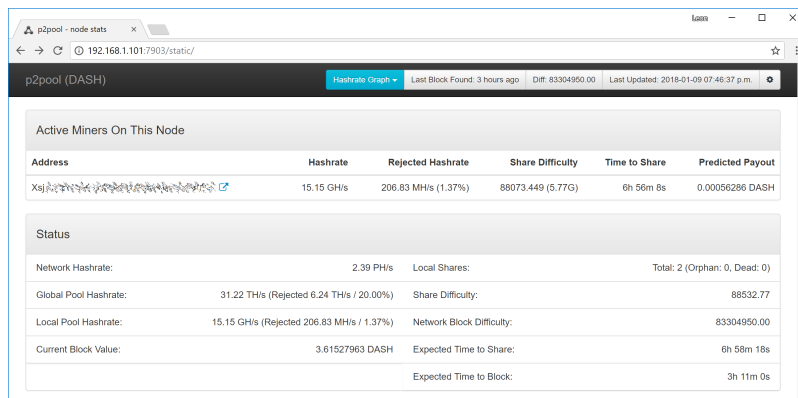 Leon
p2pool - node stats
192.168.1.101:7903/static/
p2pool (DASH) Hashrate Graph Last Block Found: 3 hours ago Diff: 83304950.00 Last Updated: 2018-01-09 07:46:37 p.m.
Active Miners On This Node
Address Hashrate Rejected Hashrate Share Difficulty Time to Share Predicted Payout
Xsj 15.15 GH/s 206.83 MH/s (1.37%) 88073.449 (5.77G) 6h 56m 8s 0.00056286 DASH
Status
Network Hashrate: 2.39 PH/s Local Shares: Total: 2 (Orphan: 0, Dead: 0)
Global Pool Hashrate: 31.22 TH/s (Rejected 6.24 TH/s / 20.00%) Share Difficulty: 88532.77
Local Pool Hashrate: 15.15 GH/s (Rejected 206.83 MH/s / 1.37%) Network Block Difficulty: 83304950.00
Current Block Value: 3.61527963 DASH Expected Time to Share: 6h 58m 18s
Expected Time to Block: 3h 11m 0s